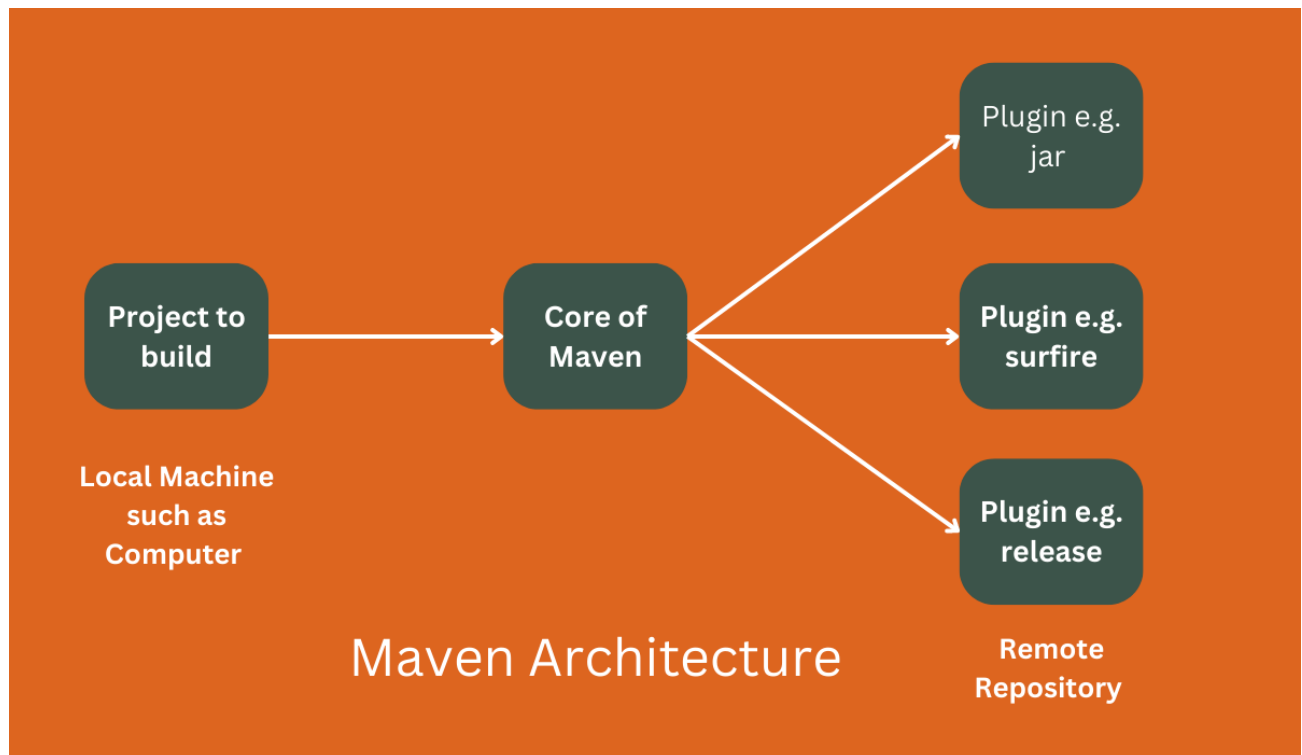 Plugin e.g.
jar
Project to
build
Core of
Maven
Plugin e.g.
surfire
Local Machine
such as
Computer
Plugin e.g.
release
Maven Architecture
Remote
Repository